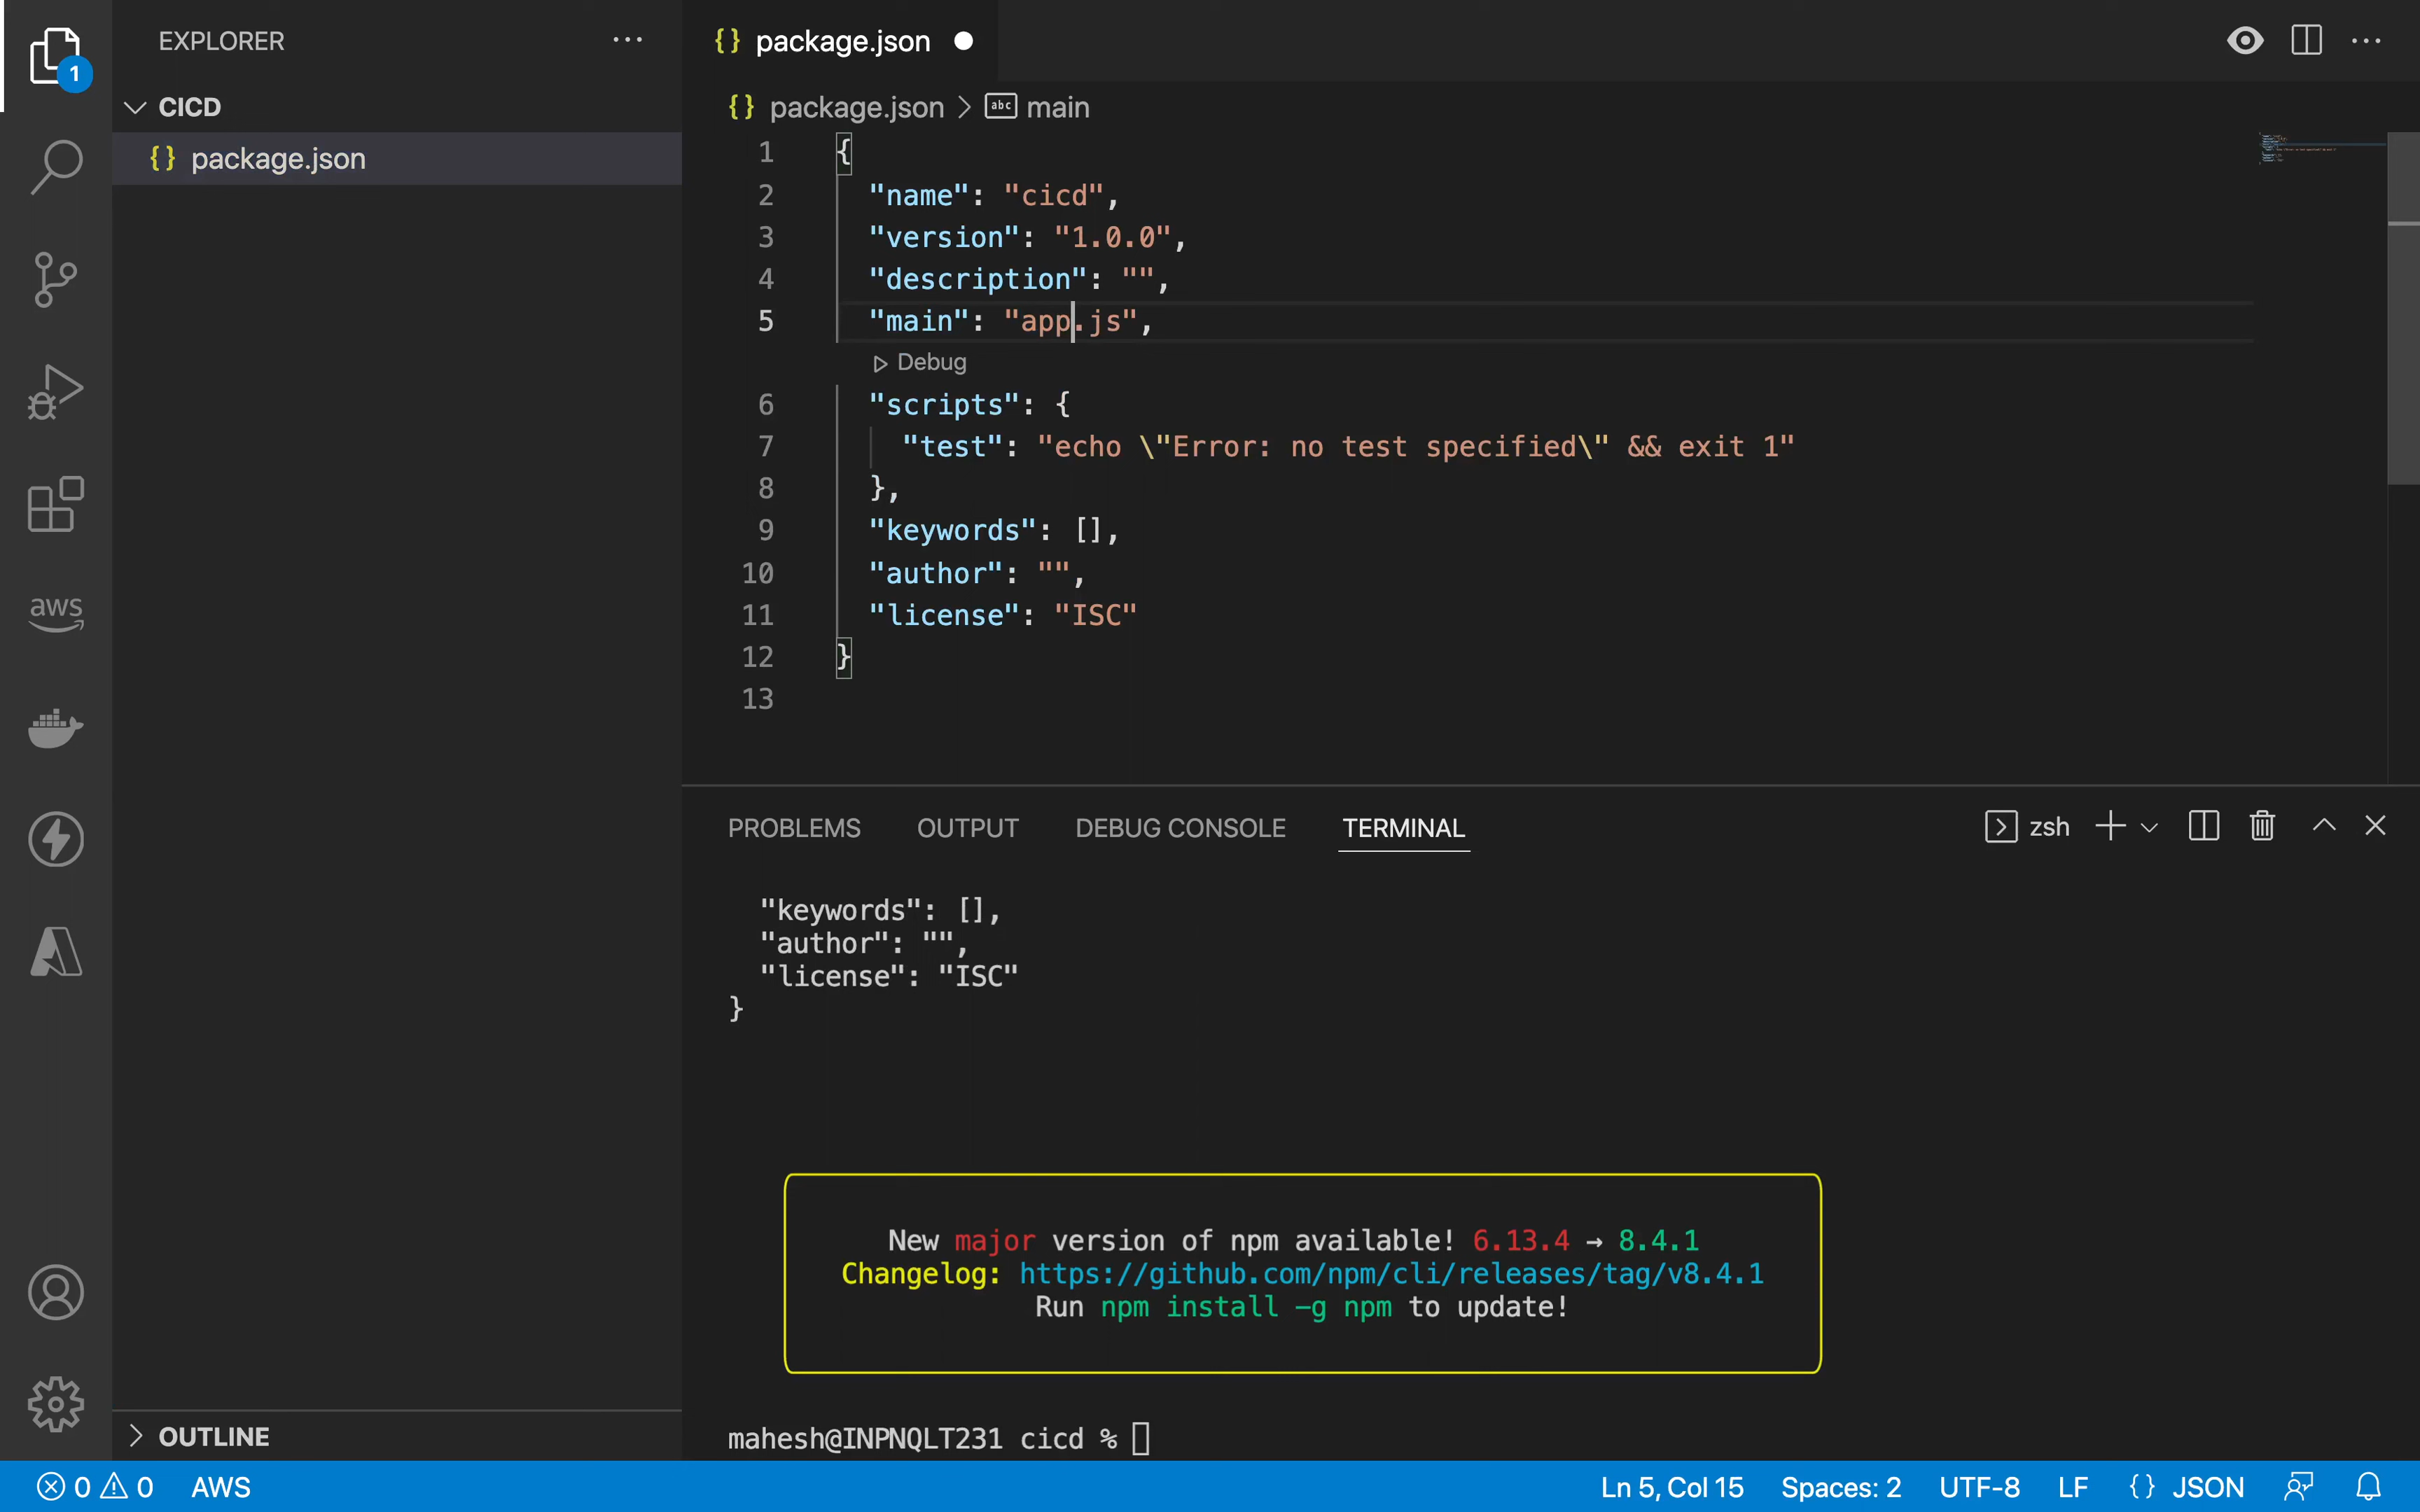 1
EXPLORER
CICD
package.json
aws
OUTLINE
package.json
package.json > abc main
1 {
2 "name": "cicd",
3 "version": "1.0.0",
4 "description": "",
5 "main": "app.js",
Debug
6 "scripts": {
7 "test": "echo \"Error: no test specified\" && exit 1"
8 },
9 "keywords": [],
10 "author": "",
11 "license": "ISC"
12 }
13
PROBLEMS OUTPUT DEBUG CONSOLE TERMINAL zsh
"keywords": [],
"author": "",
"license": "ISC"
}
New major version of npm available! 6.13.4 → 8.4.1
Changelog: https://github.com/npm/cli/releases/tag/v8.4.1
Run npm install -g npm to update!
mahesh@INPNQLT231 cicd %
0 0 AWS Ln 5, Col 15 Spaces: 2 UTF-8 LF {} JSON